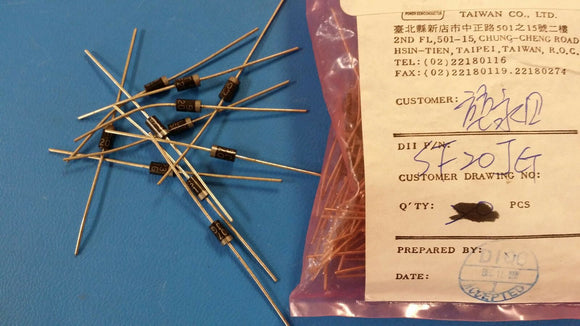 POWER SEMICONDUCTOR
TAIWAN CO., LTD.
臺北縣新店市中正路501之15號二樓
2ND FL,501-15,CHUNG-CHENG ROAD
HSIN-TIEN, TAIPEI, TAIWAN, R.O.C.
TEL:(02)22180116
FAX:(02)22180119.22180274
CUSTOMER:
DII P/N:
SF20JG
CUSTOMER DRAWING NO:
Q'TY: PCS
PREPARED BY:
DATE:
ACCEPTED